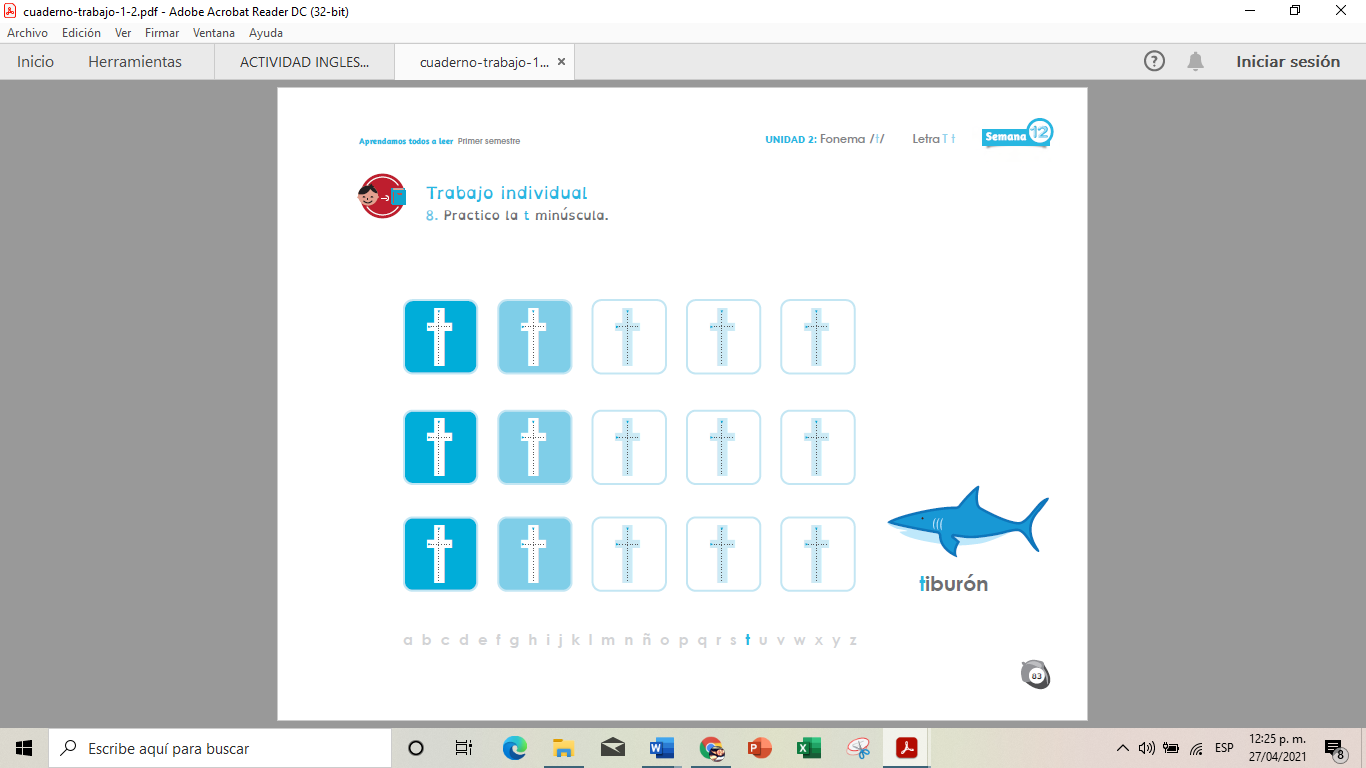 cuaderno-trabajo-1-2.pdf - Adobe Acrobat Reader DC (32-bit)
Archivo Edición Ver Firmar Ventana Ayuda
Inicio Herramientas ACTIVIDAD INGLES... cuaderno-trabajo-1... Iniciar sesión
Aprendamos todos a leer Primer semestre UNIDAD 2: Fonema /t/ Letra T t Semana 12
Trabajo individual
8. Practico la t minúscula.
t t t t t
t t t t t
t t t t t
tiburón
a b c d e f g h i j k l m n ñ o p q r s t u v w x y z
83
Escribe aquí para buscar
ESP
12:25 p. m.
27/04/2021
8